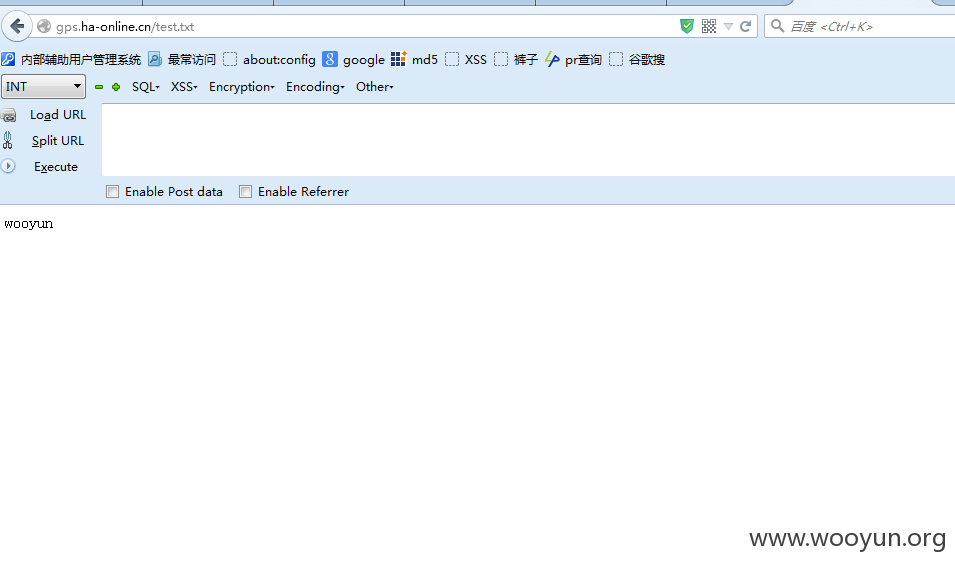 gps.ha-online.cn/test.txt
百度 <Ctrl+K>
内部辅助用户管理系统 最常访问 about:config google md5 XSS 裤子 pr查询 谷歌搜
INT SQL XSS Encryption Encoding Other
Load URL
Split URL
Execute
Enable Post data Enable Referrer
wooyun
www.wooyun.org